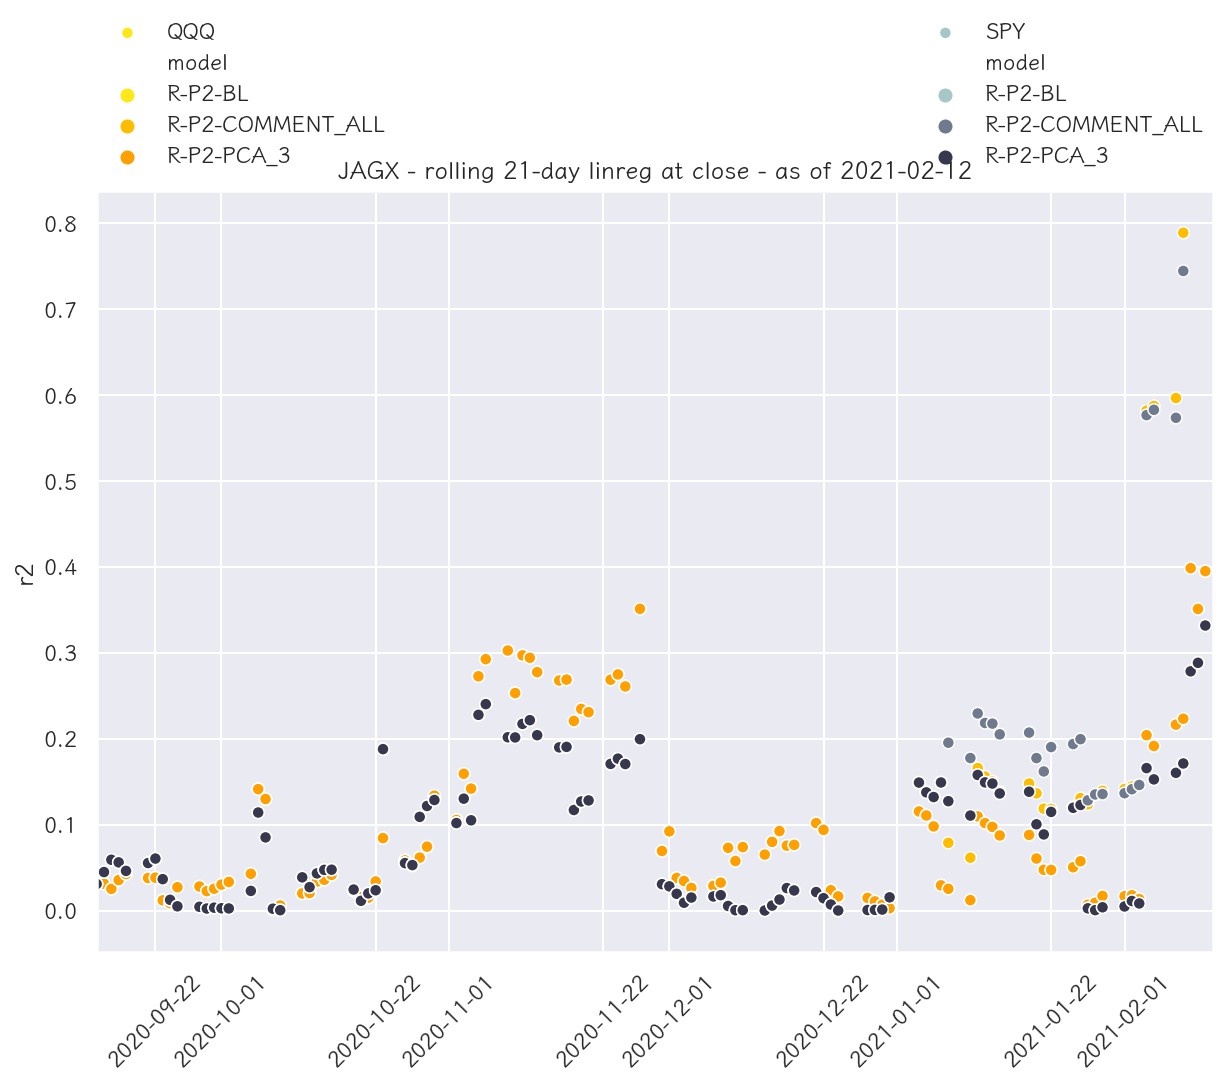 QQQ
model
R-P2-BL
R-P2-COMMENT_ALL
R-P2-PCA_3
SPY
model
R-P2-BL
R-P2-COMMENT_ALL
R-P2-PCA_3
JAGX - rolling 21-day linreg at close - as of 2021-02-12
0.8
0.7
0.6
0.5
0.4
0.3
0.2
0.1
0.0
r2
2020-09-22
2020-10-01
2020-10-22
2020-11-01
2020-11-22
2020-12-01
2020-12-22
2021-01-01
2021-01-22
2021-02-01